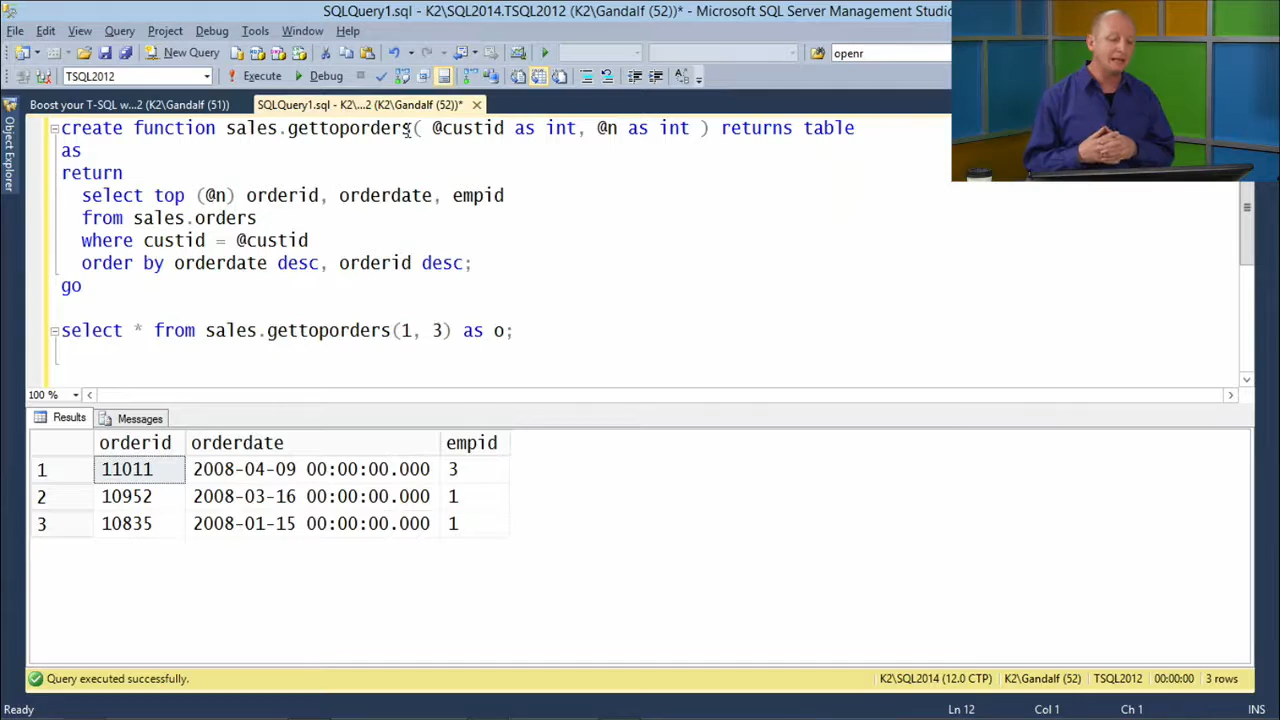 SQLQuery1.sql - K2\SQL2014.TSQL2012 (K2\Gandalf (52))* - Microsoft SQL Server Management Studio
File Edit View Query Project Debug Tools Window Help
New Query
openr
TSQL2012
Execute
Debug
Boost your T-SQL w...2 (K2\Gandalf (51))
SQLQuery1.sql - K2\...2 (K2\Gandalf (52))*
Object Explorer
create function sales.gettoporders( @custid as int, @n as int ) returns table
as
return
select top (@n) orderid, orderdate, empid
from sales.orders
where custid = @custid
order by orderdate desc, orderid desc;
go
select * from sales.gettoporders(1, 3) as o;
100 %
Results
Messages
orderid orderdate empid
1 11011 2008-04-09 00:00:00.000 3
2 10952 2008-03-16 00:00:00.000 1
3 10835 2008-01-15 00:00:00.000 1
Query executed successfully.
K2\SQL2014 (12.0 CTP) K2\Gandalf (52) TSQL2012 00:00:00 3 rows
Ready
Ln 12 Col 1 Ch 1 INS